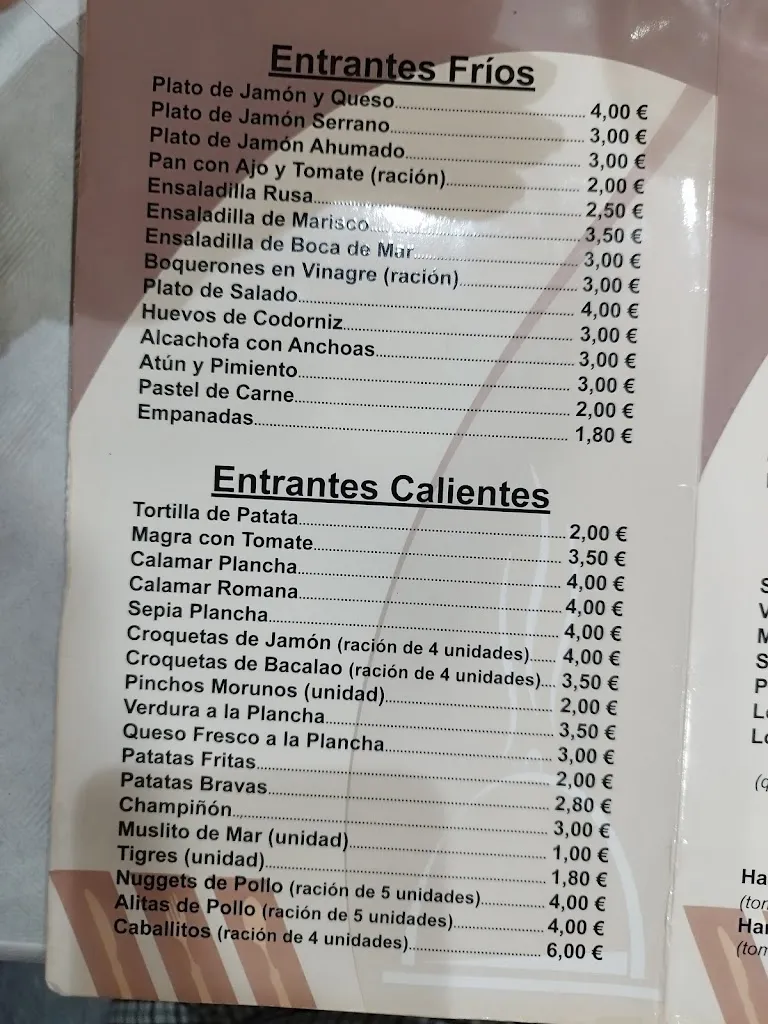 Entrantes Fríos
Plato de Jamón y Queso 4,00 €
Plato de Jamón Serrano 3,00 €
Plato de Jamón Ahumado 3,00 €
Pan con Ajo y Tomate (ración) 2,00 €
Ensaladilla Rusa 2,50 €
Ensaladilla de Marisco 3,50 €
Ensaladilla de Boca de Mar 3,00 €
Boquerones en Vinagre (ración) 3,00 €
Plato de Salado 4,00 €
Huevos de Codorniz 3,00 €
Alcachofa con Anchoas 3,00 €
Atún y Pimiento 3,00 €
Pastel de Carne 2,00 €
Empanadas 1,80 €
Entrantes Calientes
Tortilla de Patata 2,00 €
Magra con Tomate 3,50 €
Calamar Plancha 4,00 €
Calamar Romana 4,00 €
Sepia Plancha 4,00 €
Croquetas de Jamón (ración de 4 unidades) 4,00 €
Croquetas de Bacalao (ración de 4 unidades) 3,50 €
Pinchos Morunos (unidad) 2,00 €
Verdura a la Plancha 3,50 €
Queso Fresco a la Plancha 3,00 €
Patatas Fritas 2,00 €
Patatas Bravas 2,80 €
Champiñón 3,00 €
Muslito de Mar (unidad) 1,00 €
Tigres (unidad) 1,80 €
Nuggets de Pollo (ración de 5 unidades) 4,00 €
Alitas de Pollo (ración de 5 unidades) 4,00 €
Caballitos (ración de 4 unidades) 6,00 €